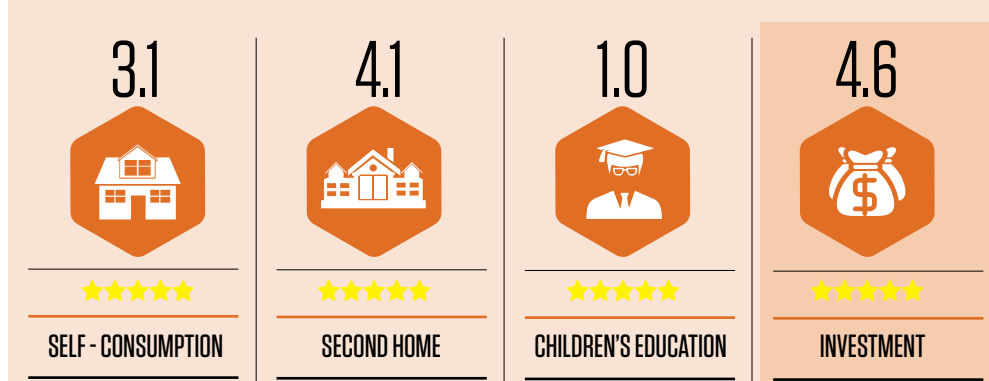 3.1
4.1
1.0
4.6
$
SELF - CONSUMPTION
SECOND HOME
CHILDREN'S EDUCATION
INVESTMENT